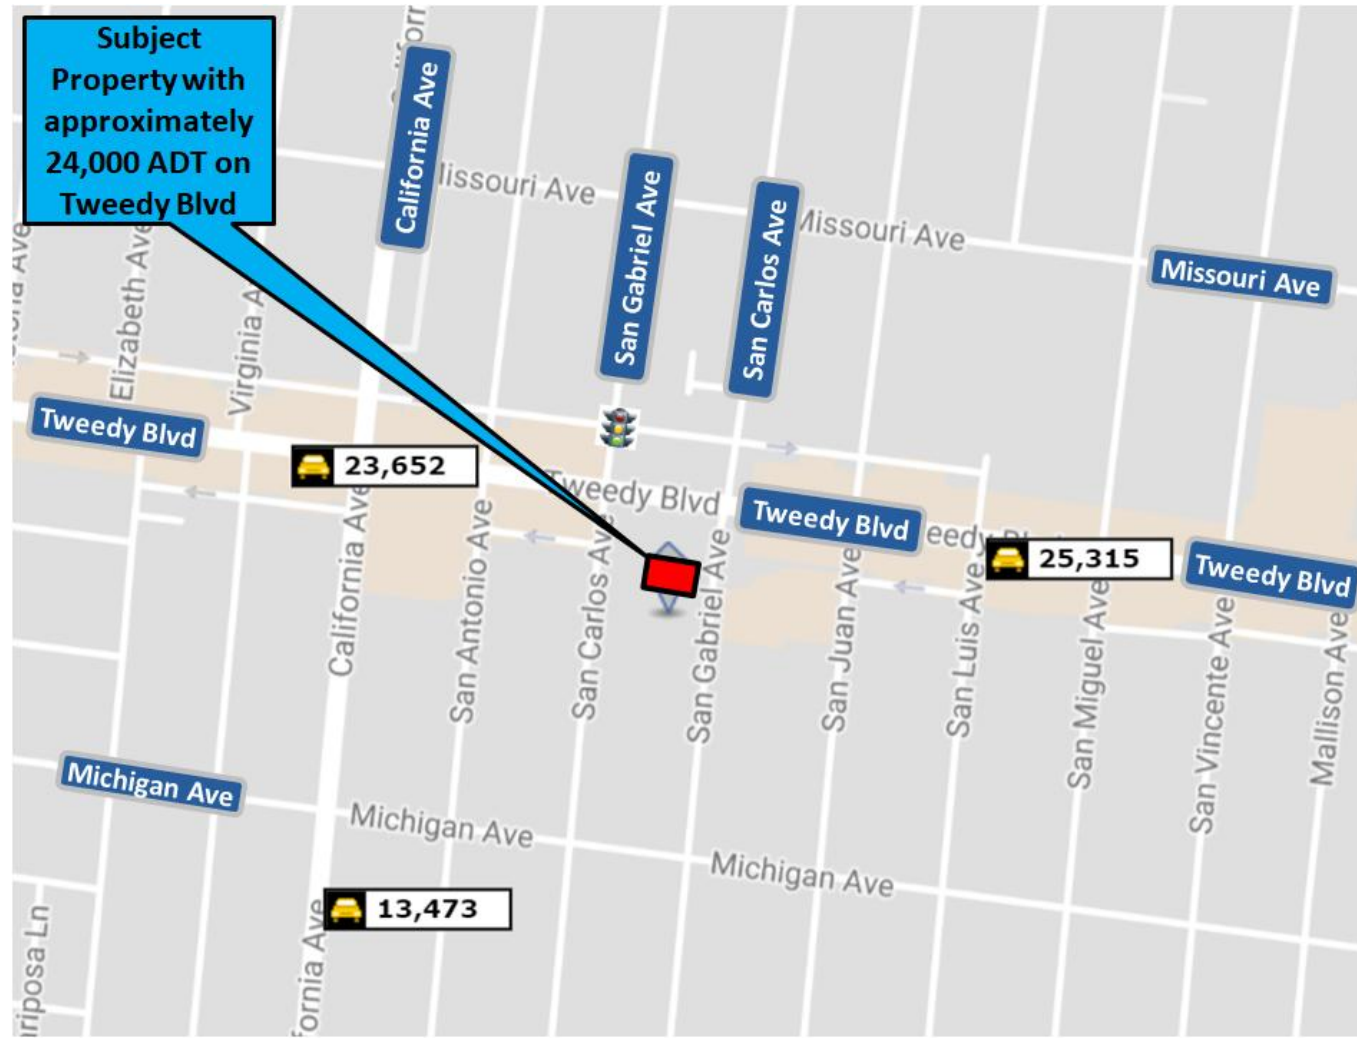 Subject
Property with
approximately
24,000 ADT on
Tweedy Blvd
California Ave
San Gabriel Ave
San Carlos Ave
Missouri Ave
Missouri Ave
Elizabeth Ave
Virginia
Tweedy Blvd
23,652
Tweedy Blvd
Tweedy Blvd
25,315
Tweedy Blvd
California Ave
San Antonio Ave
San Carlos Ave
San Gabriel Ave
San Juan Ave
San Luis Ave
San Miguel Ave
San Vincente Ave
Mallison Ave
Michigan Ave
Michigan Ave
Michigan Ave
13,473